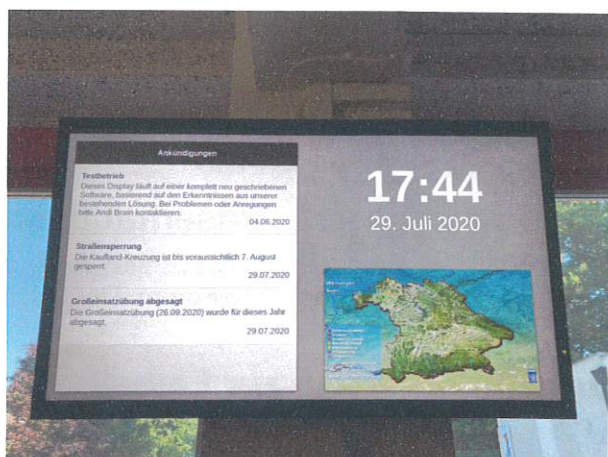 Ankündigungen
Testbetrieb
Dieses Display läuft auf einer komplett neu geschriebenen
Software, basierend auf den Erkenntnissen aus unserer
bestehenden Lösung. Bei Problemen oder Anregungen
bitte Andi Brain kontaktieren.
04.06.2020
Straßensperrung
Die Kaufland-Kreuzung ist bis voraussichtlich 7. August
gesperrt.
29.07.2020
Großeinsatzübung abgesagt
Die Großeinsatzübung (26.09.2020) wurde für dieses Jahr
abgesagt.
29.07.2020
17:44
29. Juli 2020